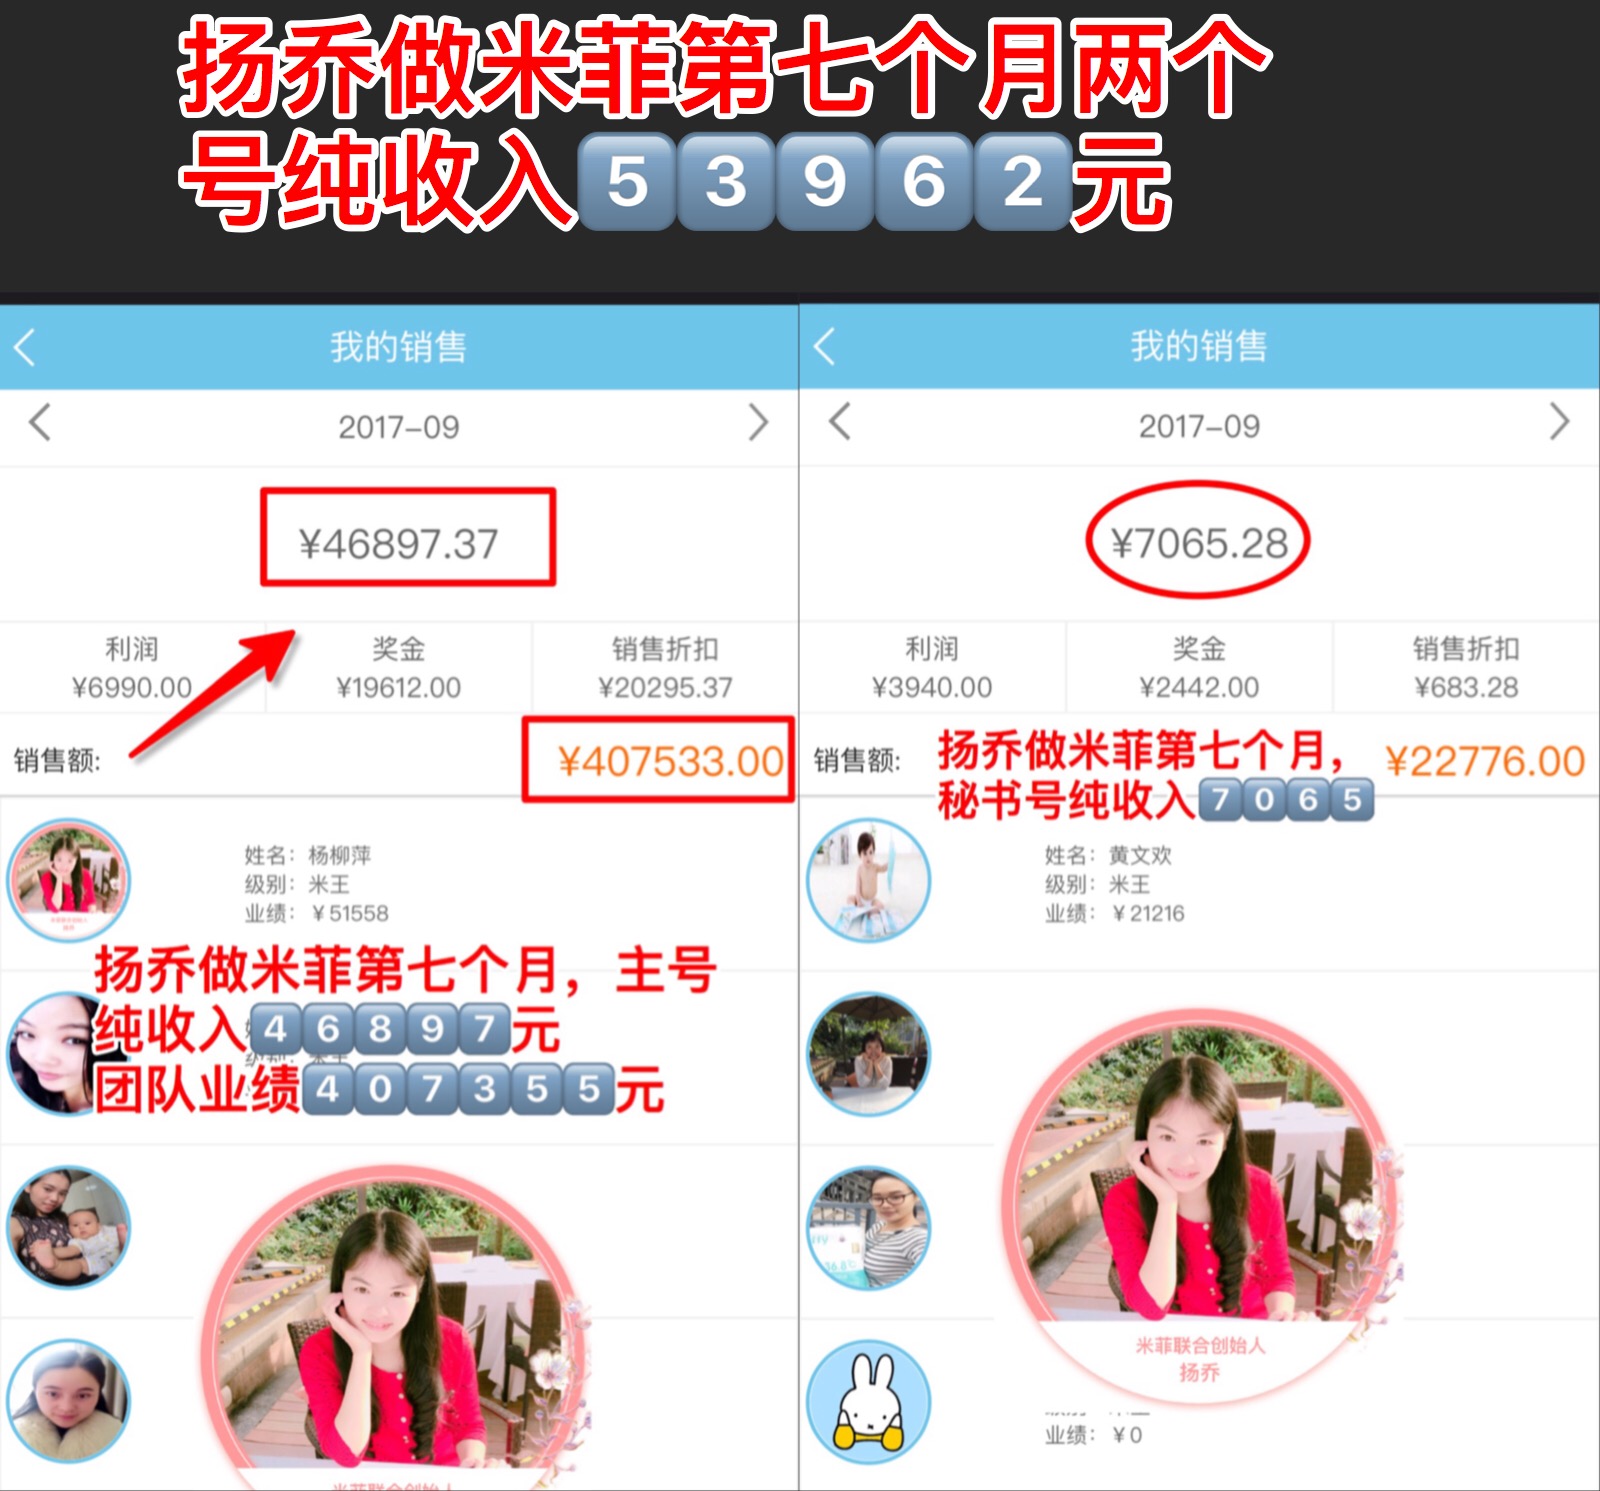 扬乔做米菲第七个月两个
号纯收入53962元
我的销售
2017-09
¥46897.37
利润
奖金
销售折扣
¥6990.00
¥19612.00
¥20295.37
销售额:
¥407533.00
姓名：杨柳萍
级别：米王
业绩：¥51558
扬乔做米菲第七个月，主号
纯收入46897元
团队业绩407355元
米菲联合创始人
我的销售
2017-09
¥7065.28
利润
奖金
销售折扣
¥3940.00
¥2442.00
¥683.28
销售额:
¥22776.00
扬乔做米菲第七个月，
秘书号纯收入7065
姓名：黄文欢
级别：米王
业绩：¥21216
米菲联合创始人
扬乔
业绩：¥0